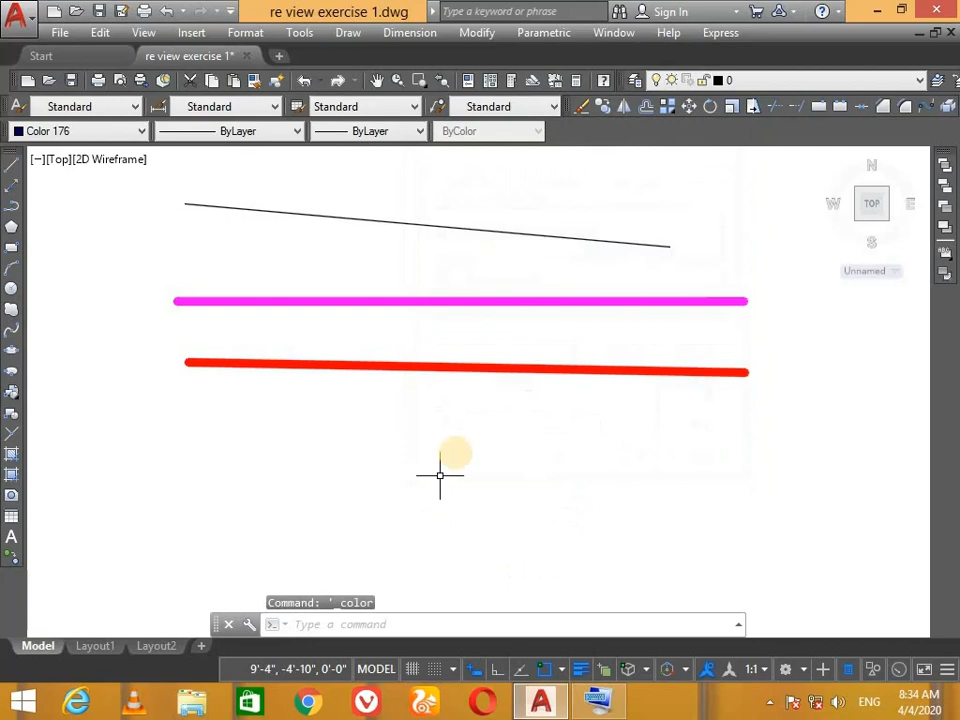 re view exercise 1.dwg
Type a keyword or phrase
Sign In
File Edit View Insert Format Tools Draw Dimension Modify Parametric Window Help Express
Start
re view exercise 1*
0
Standard
Standard
Standard
Standard
Color 176
ByLayer
ByLayer
ByColor
[−][Top][2D Wireframe]
N
W
TOP
E
S
Unnamed
Command: '_color
Type a command
Model
Layout1
Layout2
9'-4", -4'-10", 0'-0"
MODEL
1:1
ENG
8:34 AM
4/4/2020